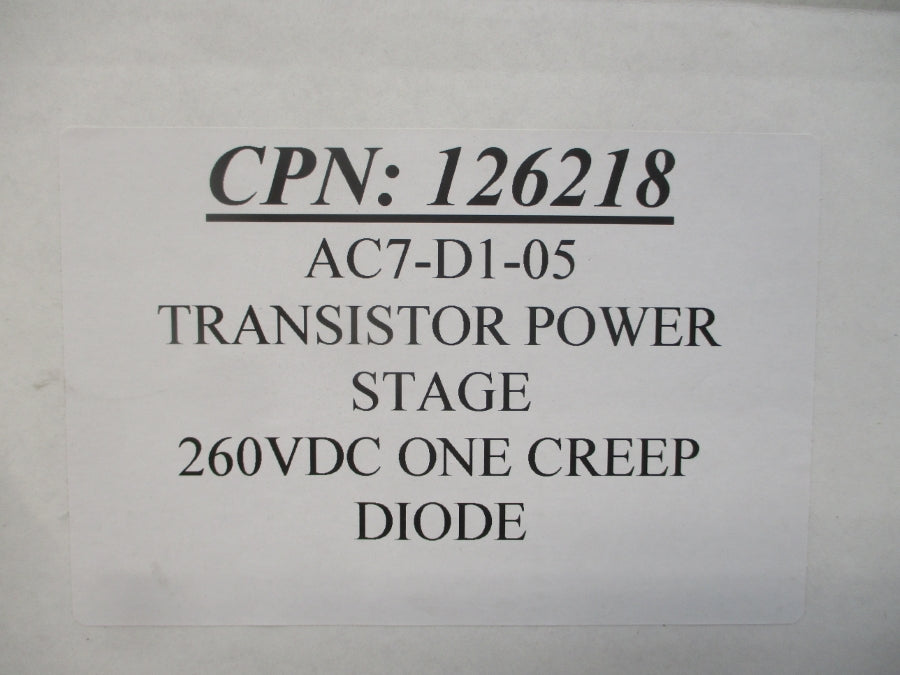 CPN: 126218
AC7-D1-05
TRANSISTOR POWER
STAGE
260VDC ONE CREEP
DIODE